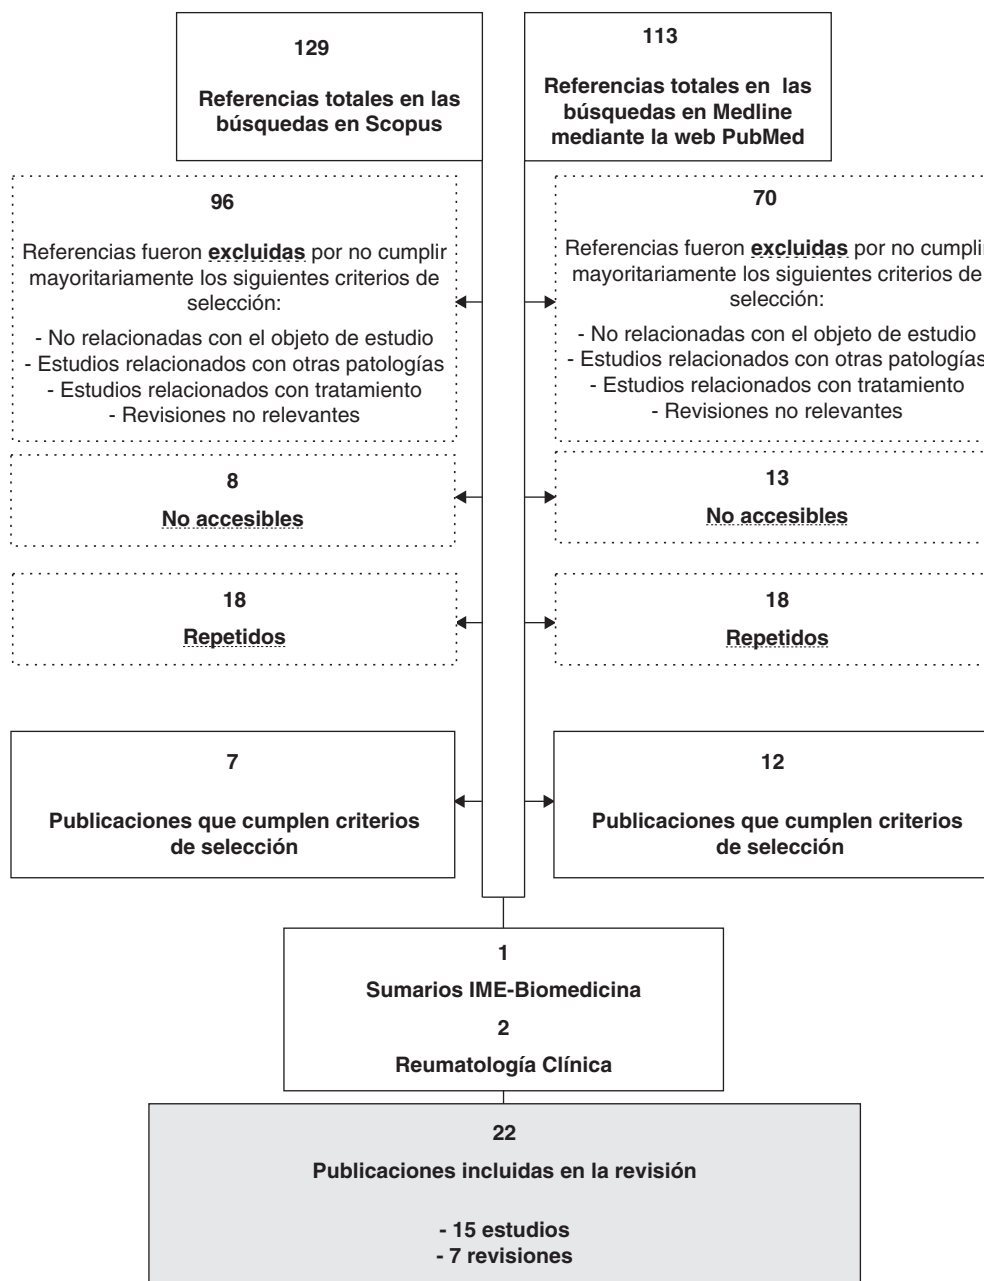 129
Referencias totales en las
búsquedas en Scopus
113
Referencias totales en las
búsquedas en Medline
mediante la web PubMed
96
Referencias fueron excluidas por no cumplir
mayoritariamente los siguientes criterios de
selección:
- No relacionadas con el objeto de estudio
- Estudios relacionados con otras patologías
- Estudios relacionados con tratamiento
- Revisiones no relevantes
70
Referencias fueron excluidas por no cumplir
mayoritariamente los siguientes criterios de
selección:
- No relacionadas con el objeto de estudio
- Estudios relacionados con otras patologías
- Estudios relacionados con tratamiento
- Revisiones no relevantes
8
No accesibles
13
No accesibles
18
Repetidos
18
Repetidos
7
Publicaciones que cumplen criterios
de selección
12
Publicaciones que cumplen criterios
de selección
1
Sumarios IME-Biomedicina
2
Reumatología Clínica
22
Publicaciones incluidas en la revisión
- 15 estudios
- 7 revisiones